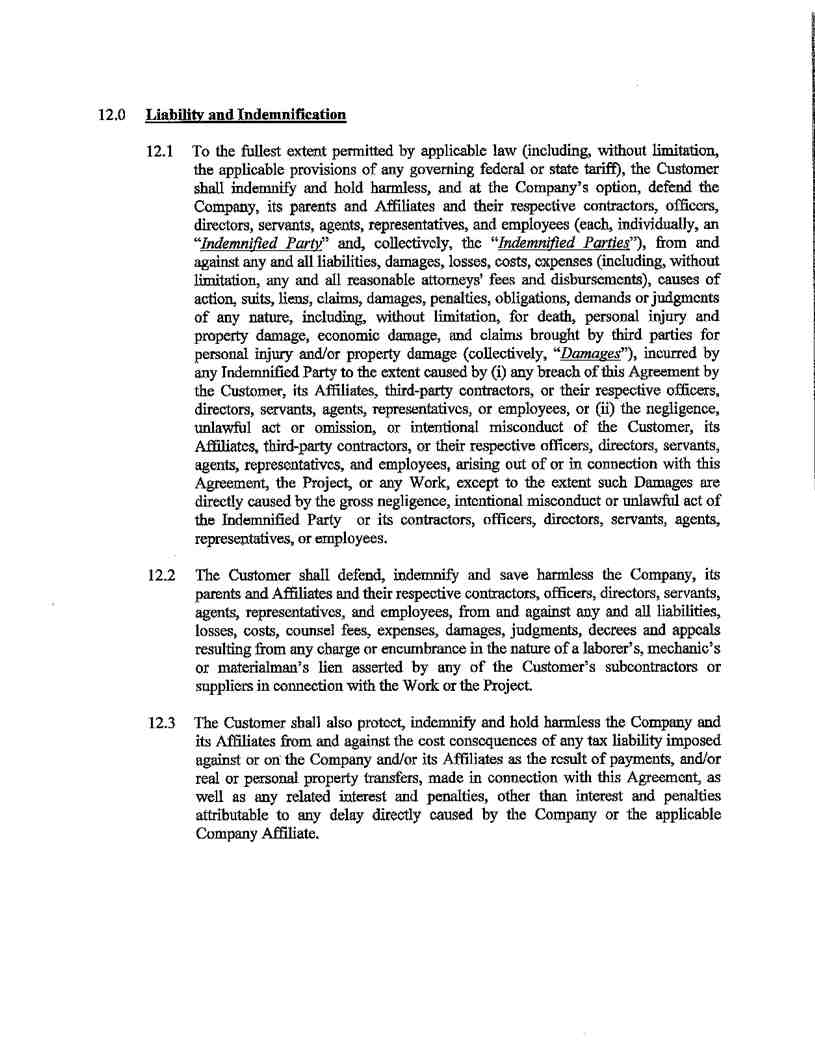 12.0 Liability and Indemnification
12.1 To the fullest extent permitted by applicable law (including, without limitation,
the applicable provisions of any governing federal or state tariff), the Customer
shall indemnify and hold harmless, and at the Company's option, defend the
Company, its parents and Affiliates and their respective contractors, officers,
directors, servants, agents, representatives, and employees (each, individually, an
“Indemnified Party” and, collectively, the “Indemnified Parties”), from and
against any and all liabilities, damages, losses, costs, expenses (including, without
limitation, any and all reasonable attorneys' fees and disbursements), causes of
action, suits, liens, claims, damages, penalties, obligations, demands or judgments
of any nature, including, without limitation, for death, personal injury and
property damage, economic damage, and claims brought by third parties for
personal injury and/or property damage (collectively, “Damages”), incurred by
any Indemnified Party to the extent caused by (i) any breach of this Agreement by
the Customer, its Affiliates, third-party contractors, or their respective officers,
directors, servants, agents, representatives, or employees, or (ii) the negligence,
unlawful act or omission, or intentional misconduct of the Customer, its
Affiliates, third-party contractors, or their respective officers, directors, servants,
agents, representatives, and employees, arising out of or in connection with this
Agreement, the Project, or any Work, except to the extent such Damages are
directly caused by the gross negligence, intentional misconduct or unlawful act of
the Indemnified Party or its contractors, officers, directors, servants, agents,
representatives, or employees.
12.2 The Customer shall defend, indemnify and save harmless the Company, its
parents and Affiliates and their respective contractors, officers, directors, servants,
agents, representatives, and employees, from and against any and all liabilities,
losses, costs, counsel fees, expenses, damages, judgments, decrees and appeals
resulting from any charge or encumbrance in the nature of a laborer's, mechanic's
or materialman's lien asserted by any of the Customer's subcontractors or
suppliers in connection with the Work or the Project.
12.3 The Customer shall also protect, indemnify and hold harmless the Company and
its Affiliates from and against the cost consequences of any tax liability imposed
against or on the Company and/or its Affiliates as the result of payments, and/or
real or personal property transfers, made in connection with this Agreement, as
well as any related interest and penalties, other than interest and penalties
attributable to any delay directly caused by the Company or the applicable
Company Affiliate.